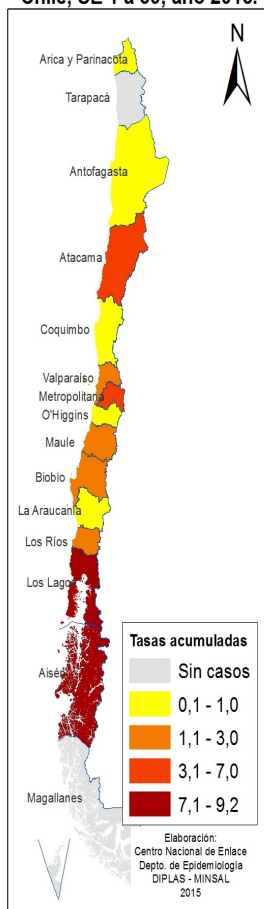 Chile, SE 1 a 50, año 2015.
N
Arica y Parinacota
Tarapacá
Antofagasta
Atacama
Coquimbo
Valparaíso
Metropolitana
O'Higgins
Maule
Biobio
La Araucanía
Los Ríos
Los Lagos
Aisén
Magallanes
Tasas acumuladas
Sin casos
0,1 - 1,0
1,1 - 3,0
3,1 - 7,0
7,1 - 9,2
Elaboración:
Centro Nacional de Enlace
Depto. de Epidemiología
DIPLAS - MINSAL
2015